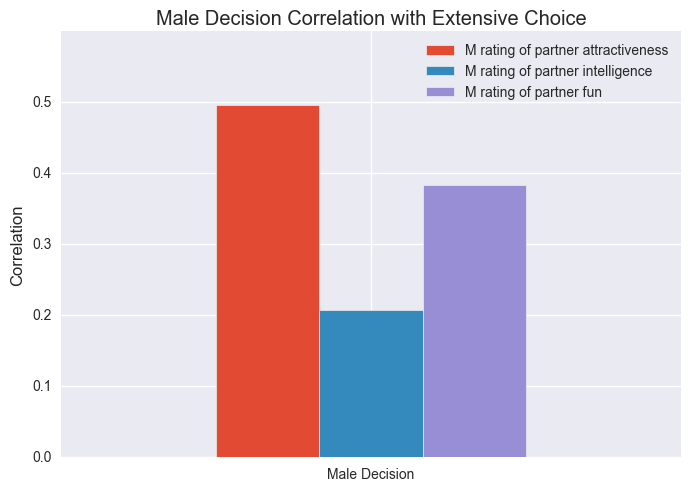 Male Decision Correlation with Extensive Choice
M rating of partner attractiveness
M rating of partner intelligence
M rating of partner fun
0.5
0.4
0.3
0.2
0.1
0.0
Correlation
Male Decision